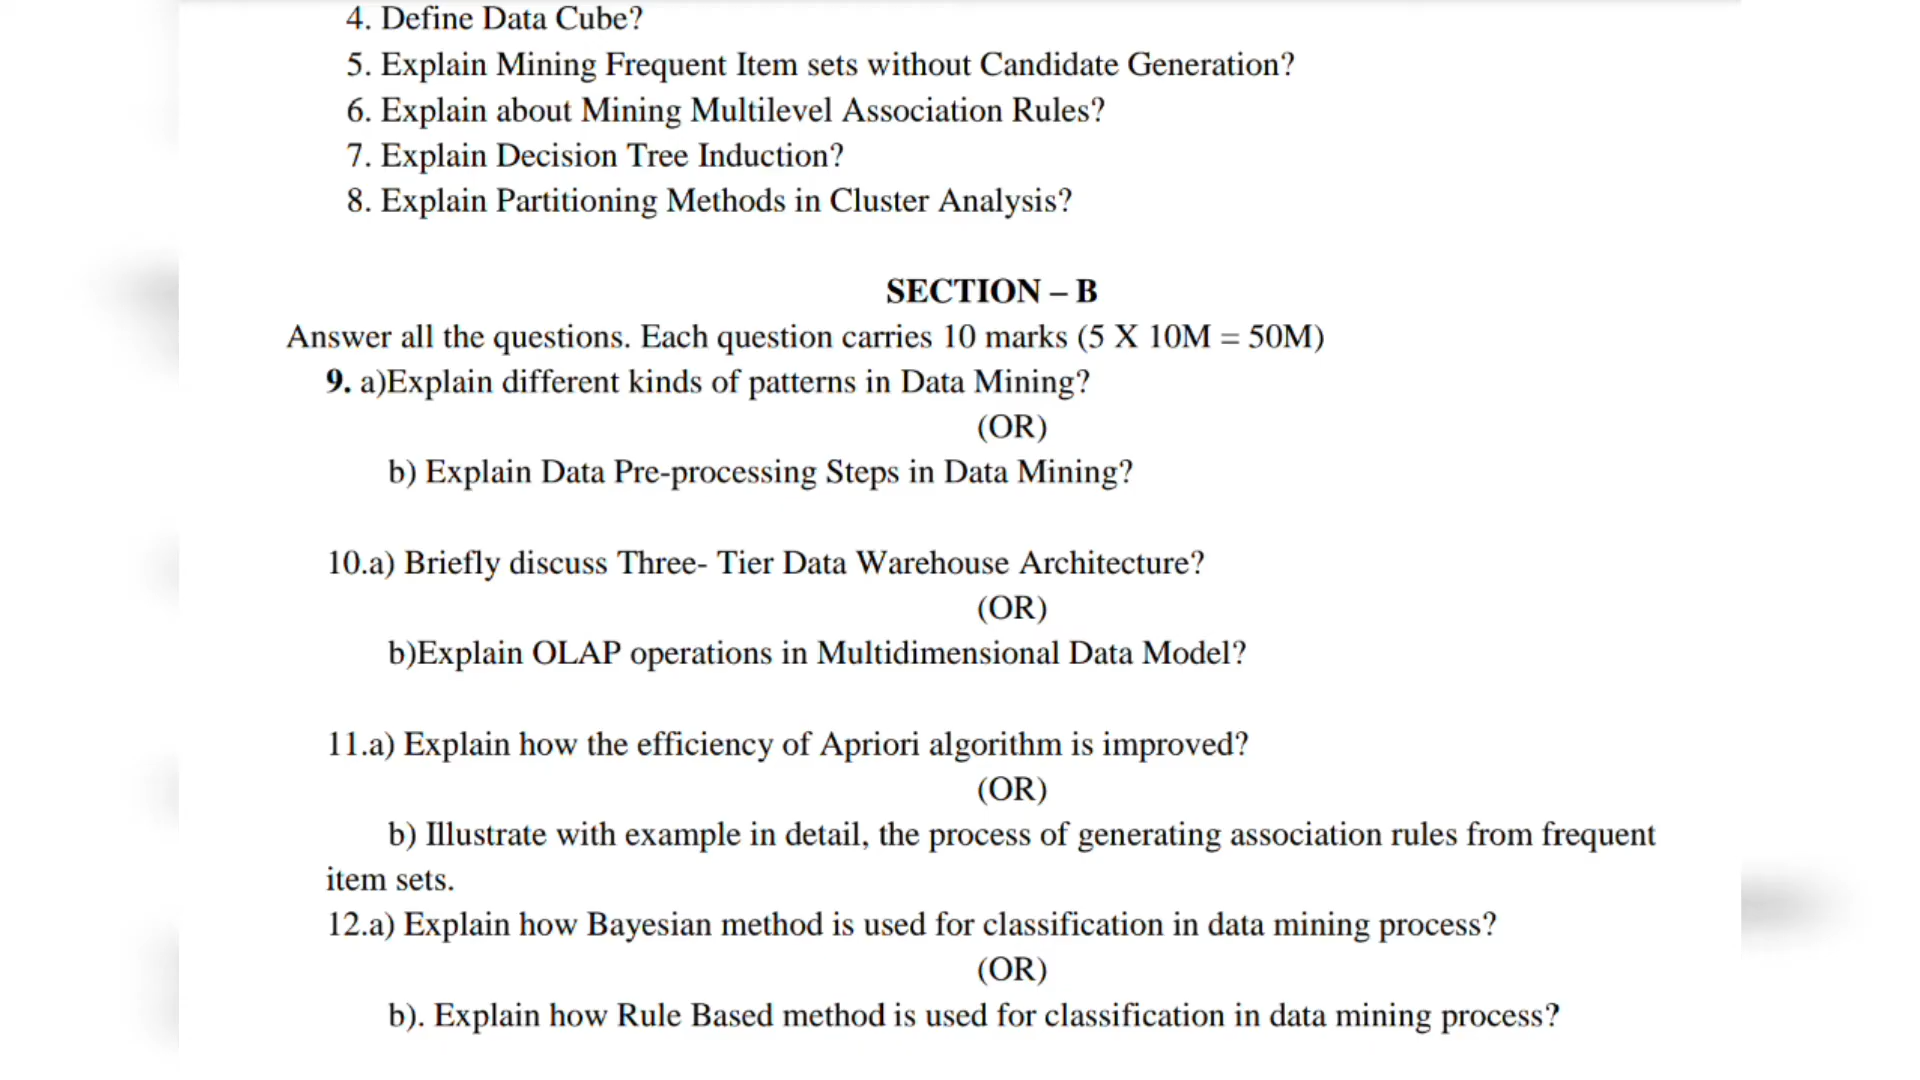 4. Define Data Cube?
5. Explain Mining Frequent Item sets without Candidate Generation?
6. Explain about Mining Multilevel Association Rules?
7. Explain Decision Tree Induction?
8. Explain Partitioning Methods in Cluster Analysis?
SECTION – B
Answer all the questions. Each question carries 10 marks (5 X 10M = 50M)
9. a)Explain different kinds of patterns in Data Mining?
(OR)
b) Explain Data Pre-processing Steps in Data Mining?
10.a) Briefly discuss Three- Tier Data Warehouse Architecture?
(OR)
b)Explain OLAP operations in Multidimensional Data Model?
11.a) Explain how the efficiency of Apriori algorithm is improved?
(OR)
b) Illustrate with example in detail, the process of generating association rules from frequent
item sets.
12.a) Explain how Bayesian method is used for classification in data mining process?
(OR)
b). Explain how Rule Based method is used for classification in data mining process?